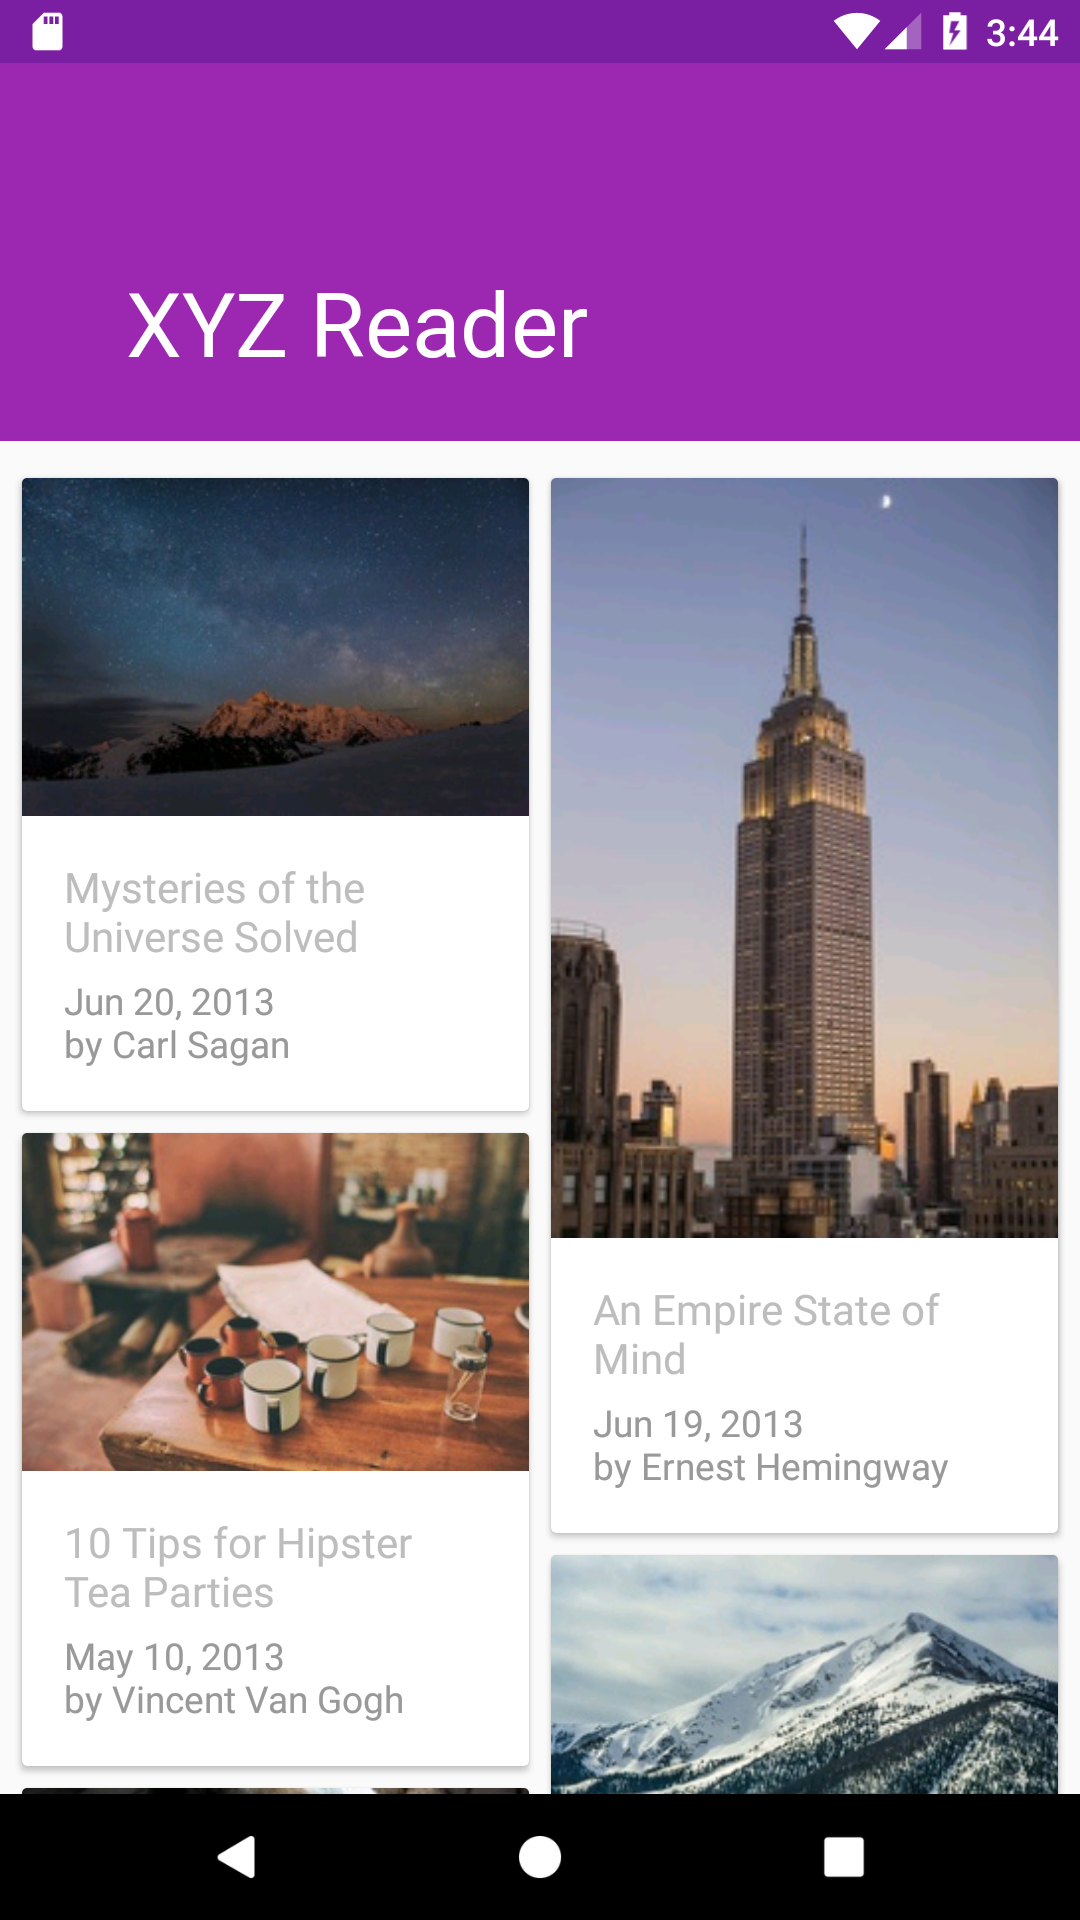 3:44
XYZ Reader
Mysteries of the
Universe Solved
Jun 20, 2013
by Carl Sagan
An Empire State of
Mind
Jun 19, 2013
by Ernest Hemingway
10 Tips for Hipster
Tea Parties
May 10, 2013
by Vincent Van Gogh